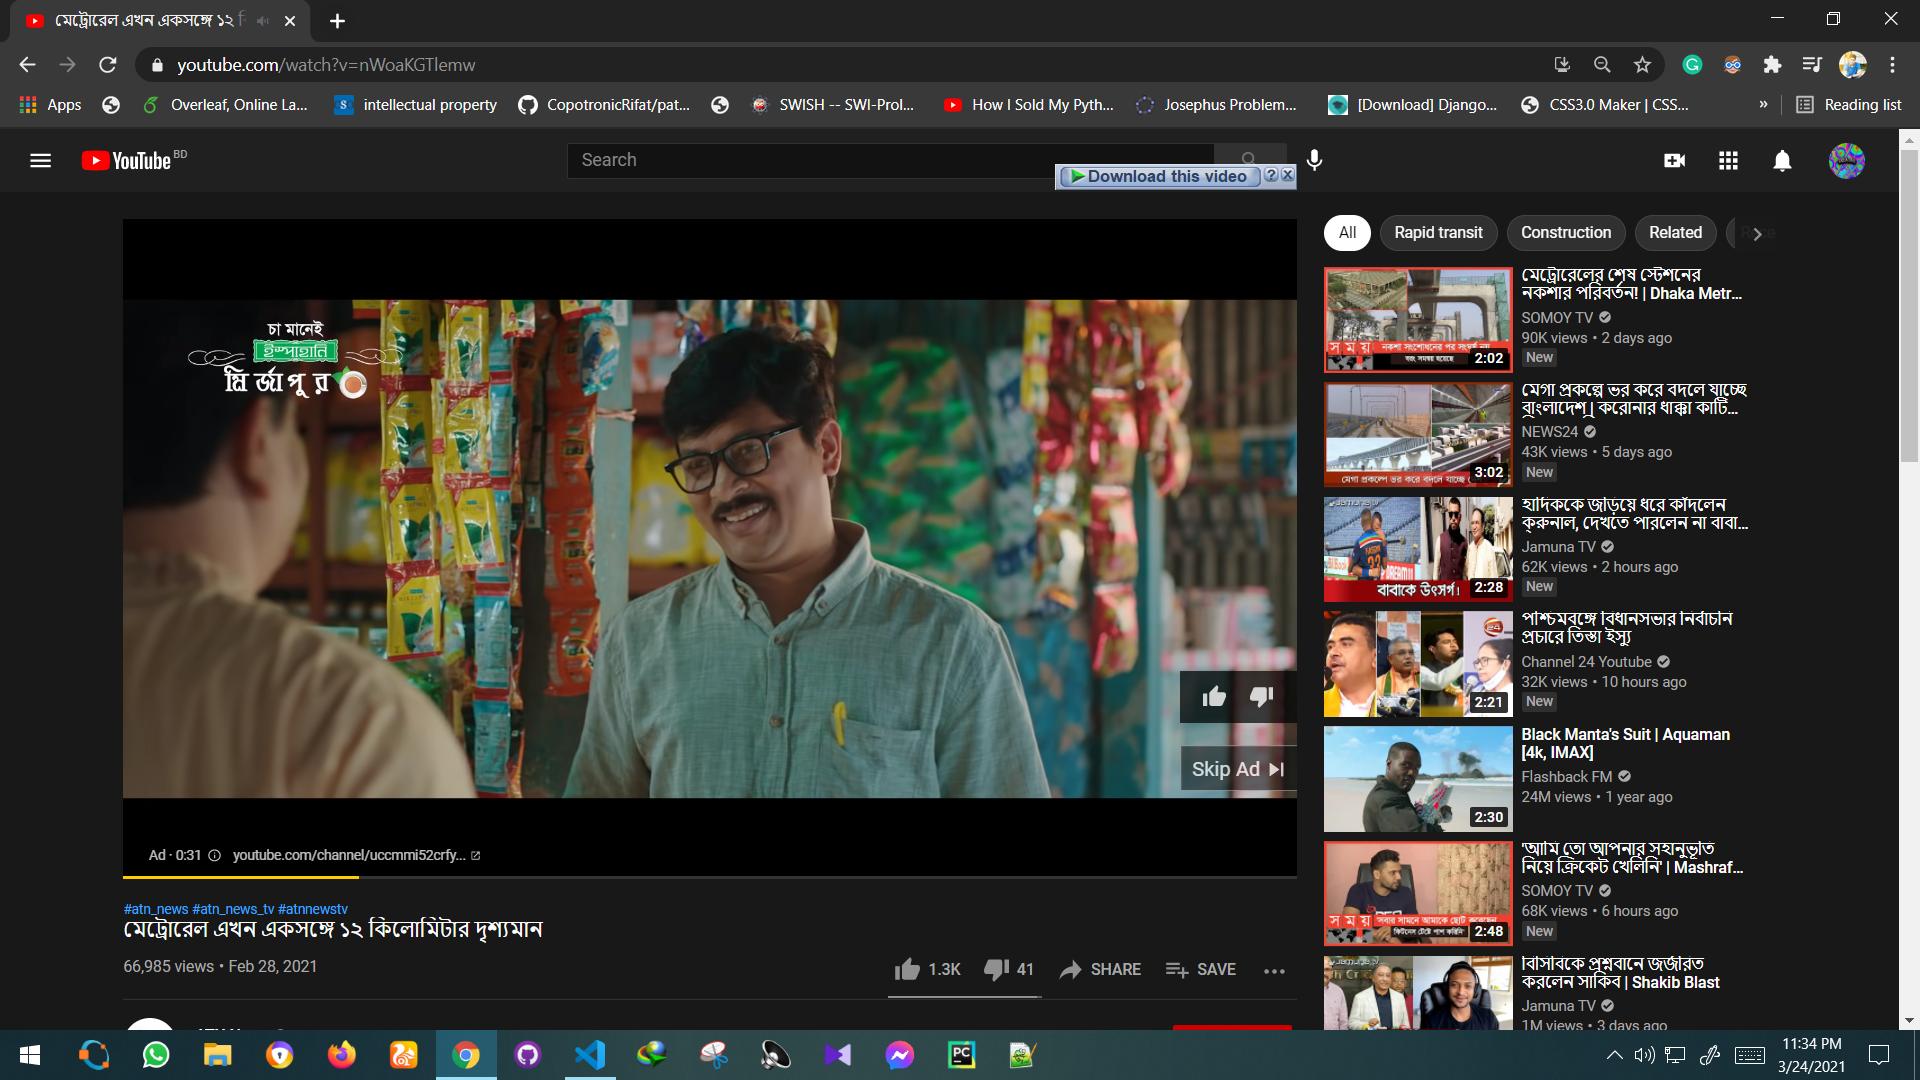 মেট্রোরেল এখন একসঙ্গে ১২
youtube.com/watch?v=nWoaKGTlemw
Apps
Overleaf, Online La...
intellectual property
CopotronicRifat/pat...
SWISH -- SWI-Prol...
How I Sold My Pyth...
Josephus Problem...
[Download] Django...
CSS3.0 Maker | CSS...
»
Reading list
YouTube BD
Search
Download this video
All
Rapid transit
Construction
Related
চা মানেই
ইস্পাহানি
মির্জাপুর
Skip Ad
Ad · 0:31
youtube.com/channel/uccmmi52crfy...
#atn_news #atn_news_tv #atnnewstv
মেট্রোরেল এখন একসঙ্গে ১২ কিলোমিটার দৃশ্যমান
66,985 views • Feb 28, 2021
1.3K
41
SHARE
SAVE
সময়
2:02
মেট্রোরেলের শেষ স্টেশনের
নকশার পরিবর্তন! | Dhaka Metr...
SOMOY TV
90K views • 2 days ago
New
মেগা প্রকল্পে ভর করে বদলে যাচ্ছে
3:02
মেগা প্রকল্পে ভর করে বদলে যাচ্ছে
বাংলাদেশ | করোনার ধাক্কা কাটি...
NEWS24
43K views • 5 days ago
New
বাবাকে উৎসর্গ।
2:28
হার্দিককে জড়িয়ে ধরে কাঁদলেন
ক্রুনাল, দেখতে পারলেন না বাবা...
Jamuna TV
62K views • 2 hours ago
New
24
2:21
পশ্চিমবঙ্গে বিধানসভার নির্বাচনি
প্রচারে তিস্তা ইস্যু
Channel 24 Youtube
32K views • 10 hours ago
New
2:30
Black Manta's Suit | Aquaman
[4k, IMAX]
Flashback FM
24M views • 1 year ago
সময়
2:48
'আমি তো আপনার সহানুভূতি
নিয়ে ক্রিকেট খেলিনি' | Mashraf...
SOMOY TV
68K views • 6 hours ago
New
বিসিবিকে প্রশ্নবানে জর্জরিত
করলেন সাকিব | Shakib Blast
Jamuna TV
1M views • 3 days ago
11:34 PM
3/24/2021